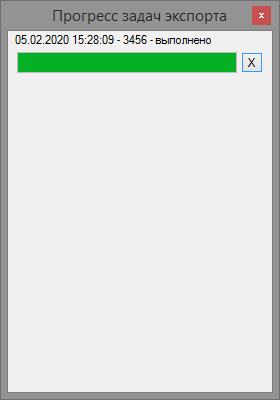 Прогресс задач экспорта
x
05.02.2020 15:28:09 - 3456 - выполнено
X